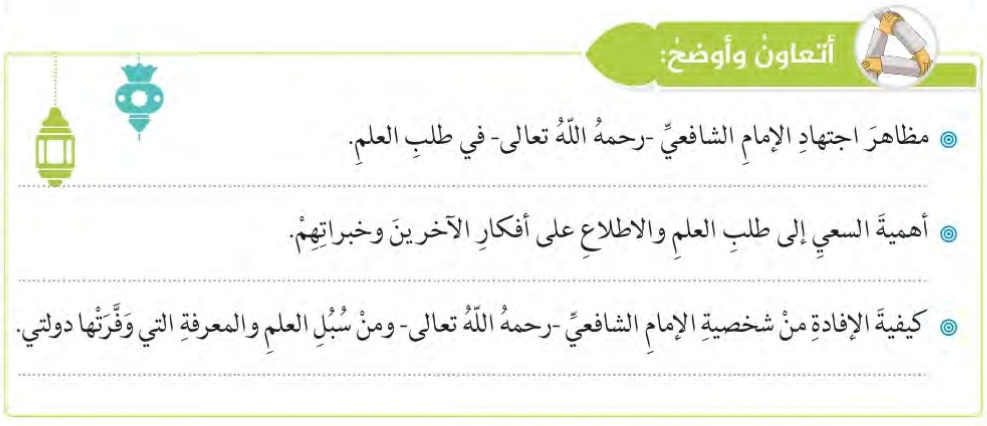 أتعاونُ وأوضحُ:
مظاهرَ اجتهادِ الإمامِ الشافعيِّ -رحمهُ اللّهُ تعالى- في طلبِ العلمِ.
أهميةَ السعيِ إلى طلبِ العلمِ والاطلاعِ على أفكارِ الآخرينَ وخبراتِهِمْ.
كيفيةَ الإفادةِ منْ شخصيةِ الإمامِ الشافعيِّ -رحمهُ اللّهُ تعالى- ومنْ سُبُلِ العلمِ والمعرفةِ التي وَفَّرَتْها دولتي.